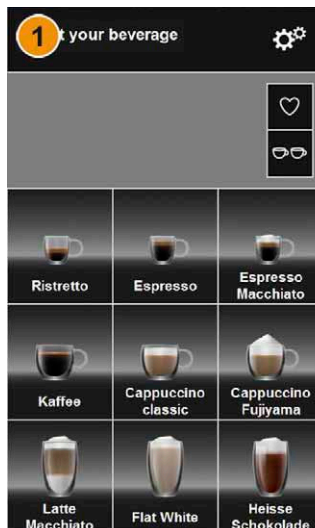 1
t your beverage
Ristretto
Espresso
Espresso
Macchiato
Kaffee
Cappuccino
classic
Cappuccino
Fujiyama
Latte
Macchiato
Flat White
Heisse
Schokolade